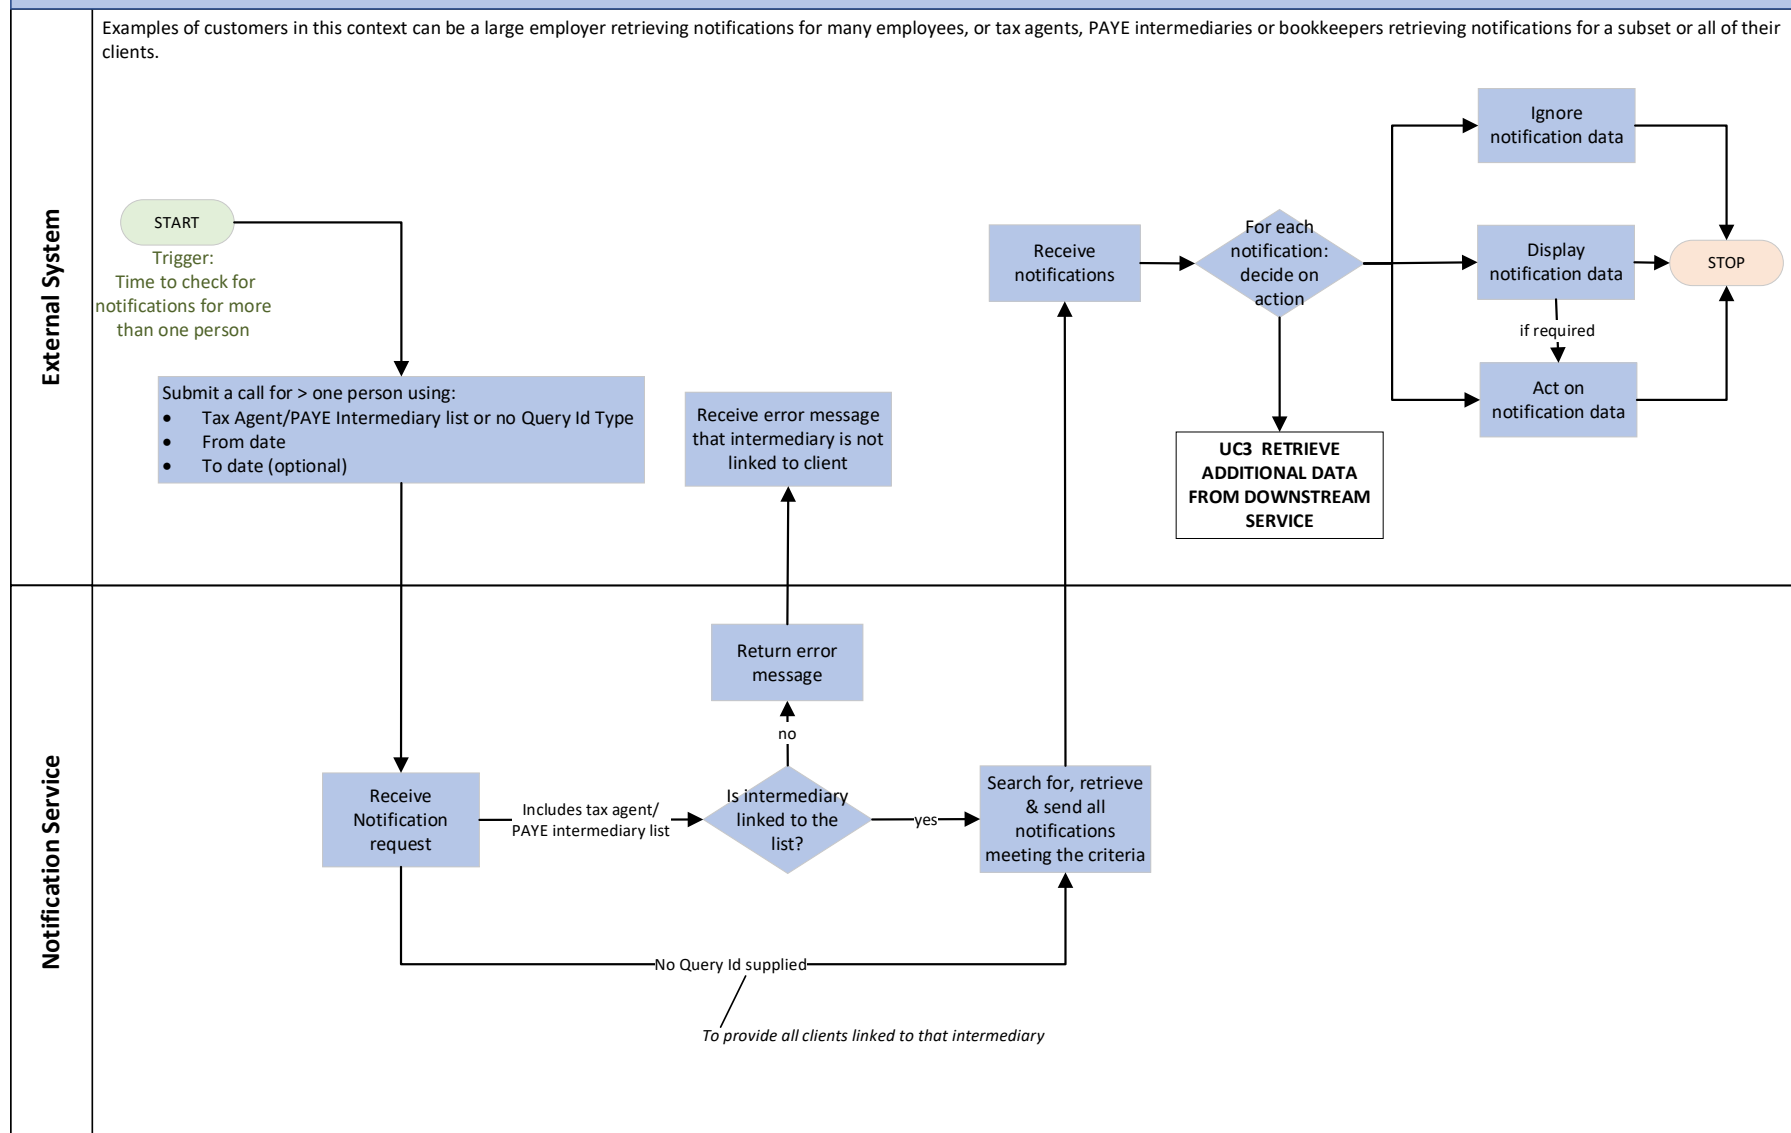 Examples of customers in this context can be a large employer retrieving notifications for many employees, or tax agents, PAYE intermediaries or bookkeepers retrieving notifications for a subset or all of their
clients.
External System
START
Trigger:
Time to check for
notifications for more
than one person
Submit a call for > one person using:
• Tax Agent/PAYE Intermediary list or no Query Id Type
• From date
• To date (optional)
Receive error message
that intermediary is not
linked to client
Receive
notifications
For each
notification:
decide on
action
UC3 RETRIEVE
ADDITIONAL DATA
FROM DOWNSTREAM
SERVICE
Ignore
notification data
Display
notification data
if required
Act on
notification data
STOP
Notification Service
Receive
Notification
request
Includes tax agent/
PAYE intermediary list
Is intermediary
linked to the
list?
no
Return error
message
yes
Search for, retrieve
& send all
notifications
meeting the criteria
No Query Id supplied
To provide all clients linked to that intermediary